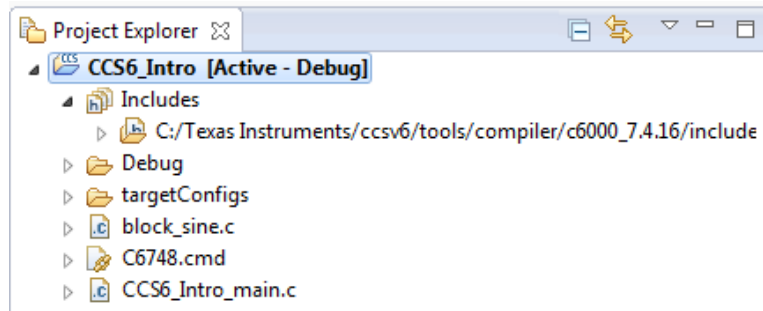 Project Explorer
CCS6_Intro [Active - Debug]
Includes
C:/Texas Instruments/ccsv6/tools/compiler/c6000_7.4.16/include
Debug
targetConfigs
block_sine.c
C6748.cmd
CCS6_Intro_main.c